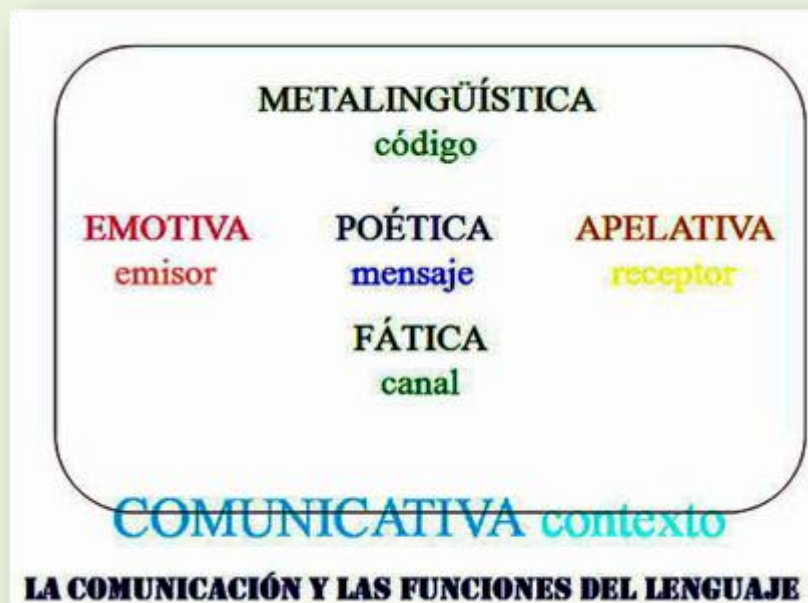 METALINGÜÍSTICA
código
EMOTIVA POÉTICA APELATIVA
emisor mensaje receptor
FÁTICA
canal
COMUNICATIVA contexto
LA COMUNICACIÓN Y LAS FUNCIONES DEL LENGUAJE